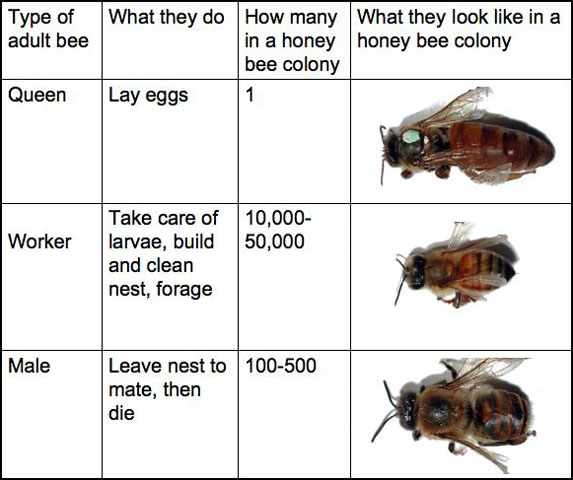 Type of
adult bee
What they do
How many
in a honey
bee colony
What they look like in a
honey bee colony
Queen
Lay eggs
1
Worker
Take care of
larvae, build
and clean
nest, forage
10,000-
50,000
Male
Leave nest to
mate, then
die
100-500